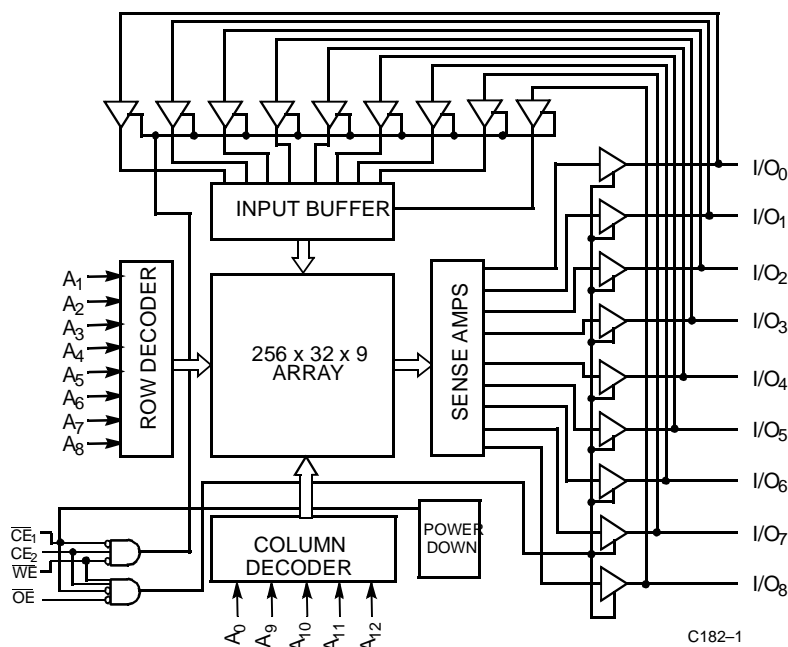 INPUT BUFFER
I/O0
I/O1
I/O2
I/O3
I/O4
I/O5
I/O6
I/O7
I/O8
A1
A2
A3
A4
A5
A6
A7
A8
ROW DECODER
256 x 32 x 9
ARRAY
SENSE AMPS
CE1
CE2
WE
OE
COLUMN
DECODER
POWER
DOWN
A0
A9
A10
A11
A12
C182–1